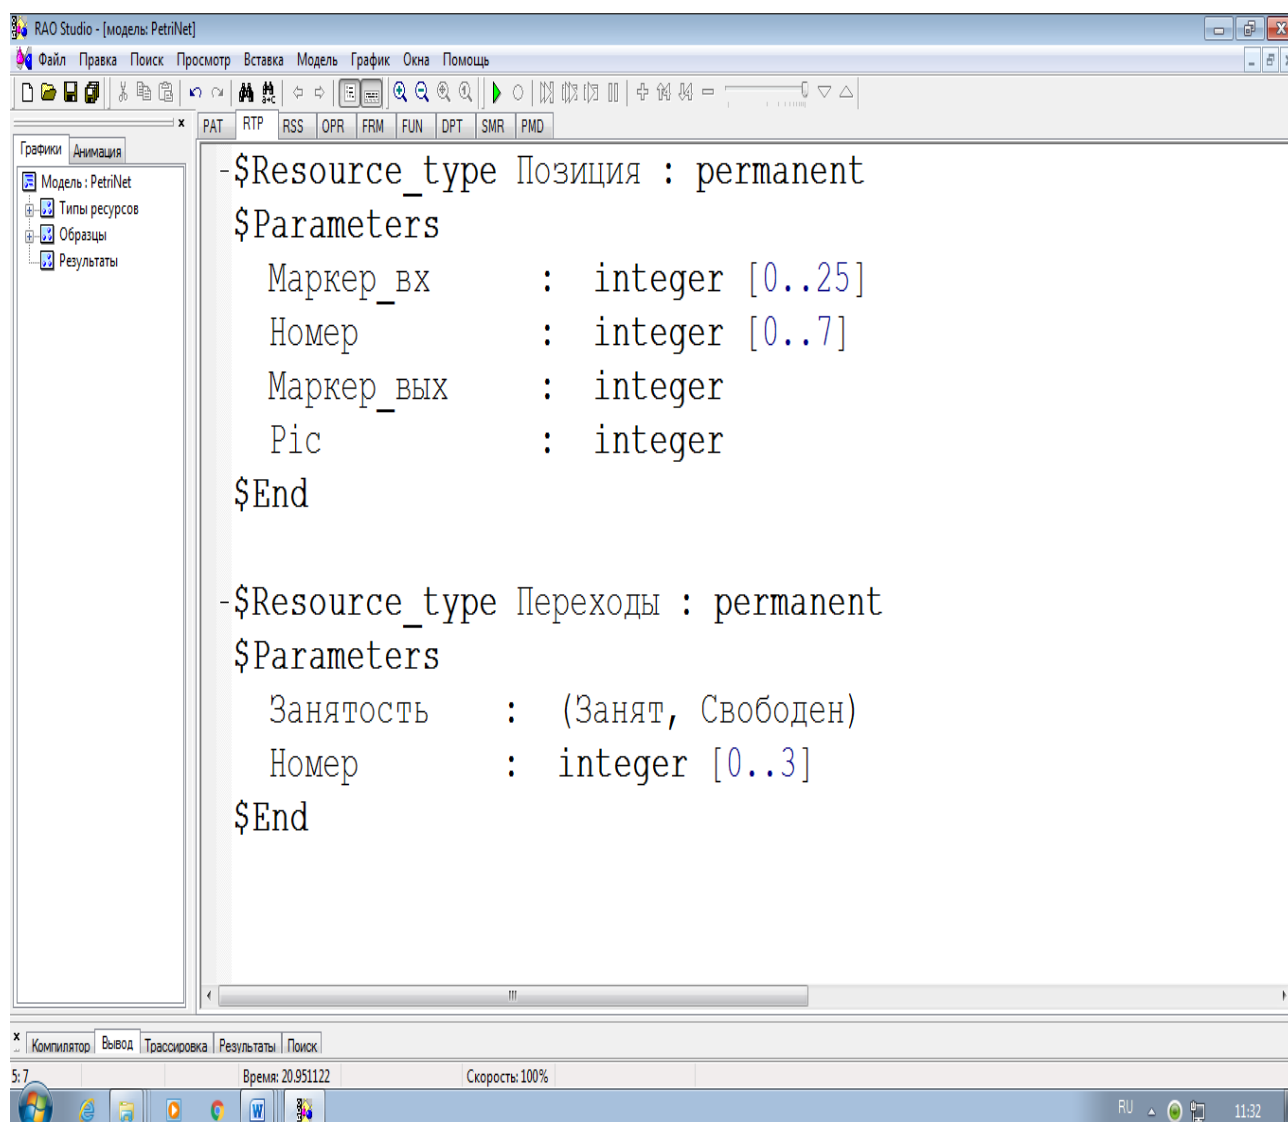 RAO Studio - [модель: PetriNet]
Файл Правка Поиск Просмотр Вставка Модель График Окна Помощь
PAT RTP RSS OPR FRM FUN DPT SMR PMD
Графики Анимация
Модель : PetriNet
Типы ресурсов
Образцы
Результаты
$Resource_type Позиция : permanent
$Parameters
Маркер_вх : integer [0..25]
Номер : integer [0..7]
Маркер_вых : integer
Pic : integer
$End
$Resource_type Переходы : permanent
$Parameters
Занятость : (Занят, Свободен)
Номер : integer [0..3]
$End
Компилятор Вывод Трассировка Результаты Поиск
5: 7 Время: 20.951122 Скорость: 100%
RU 11:32